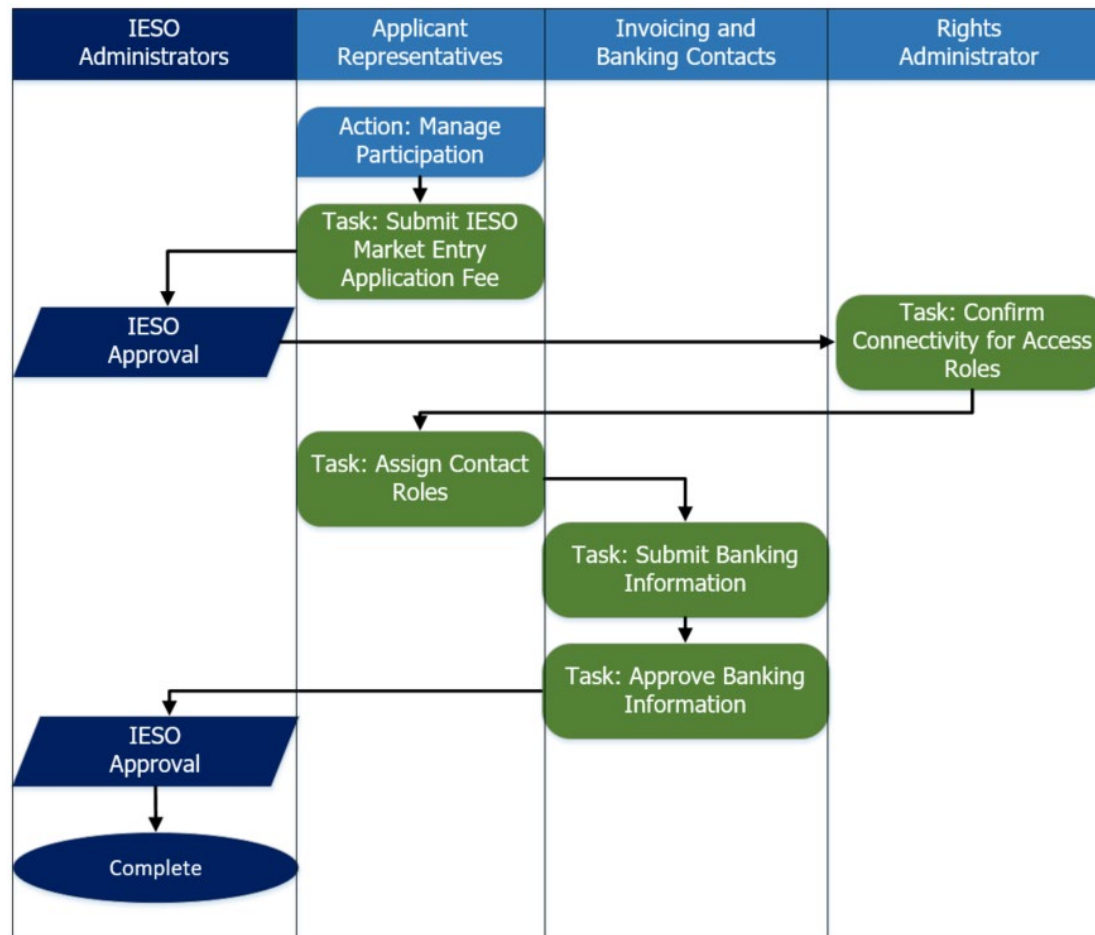 IESO
Administrators
Applicant
Representatives
Invoicing and
Banking Contacts
Rights
Administrator
Action: Manage
Participation
Task: Submit IESO
Market Entry
Application Fee
IESO
Approval
Task: Confirm
Connectivity for Access
Roles
Task: Assign Contact
Roles
Task: Submit Banking
Information
Task: Approve Banking
Information
IESO
Approval
Complete